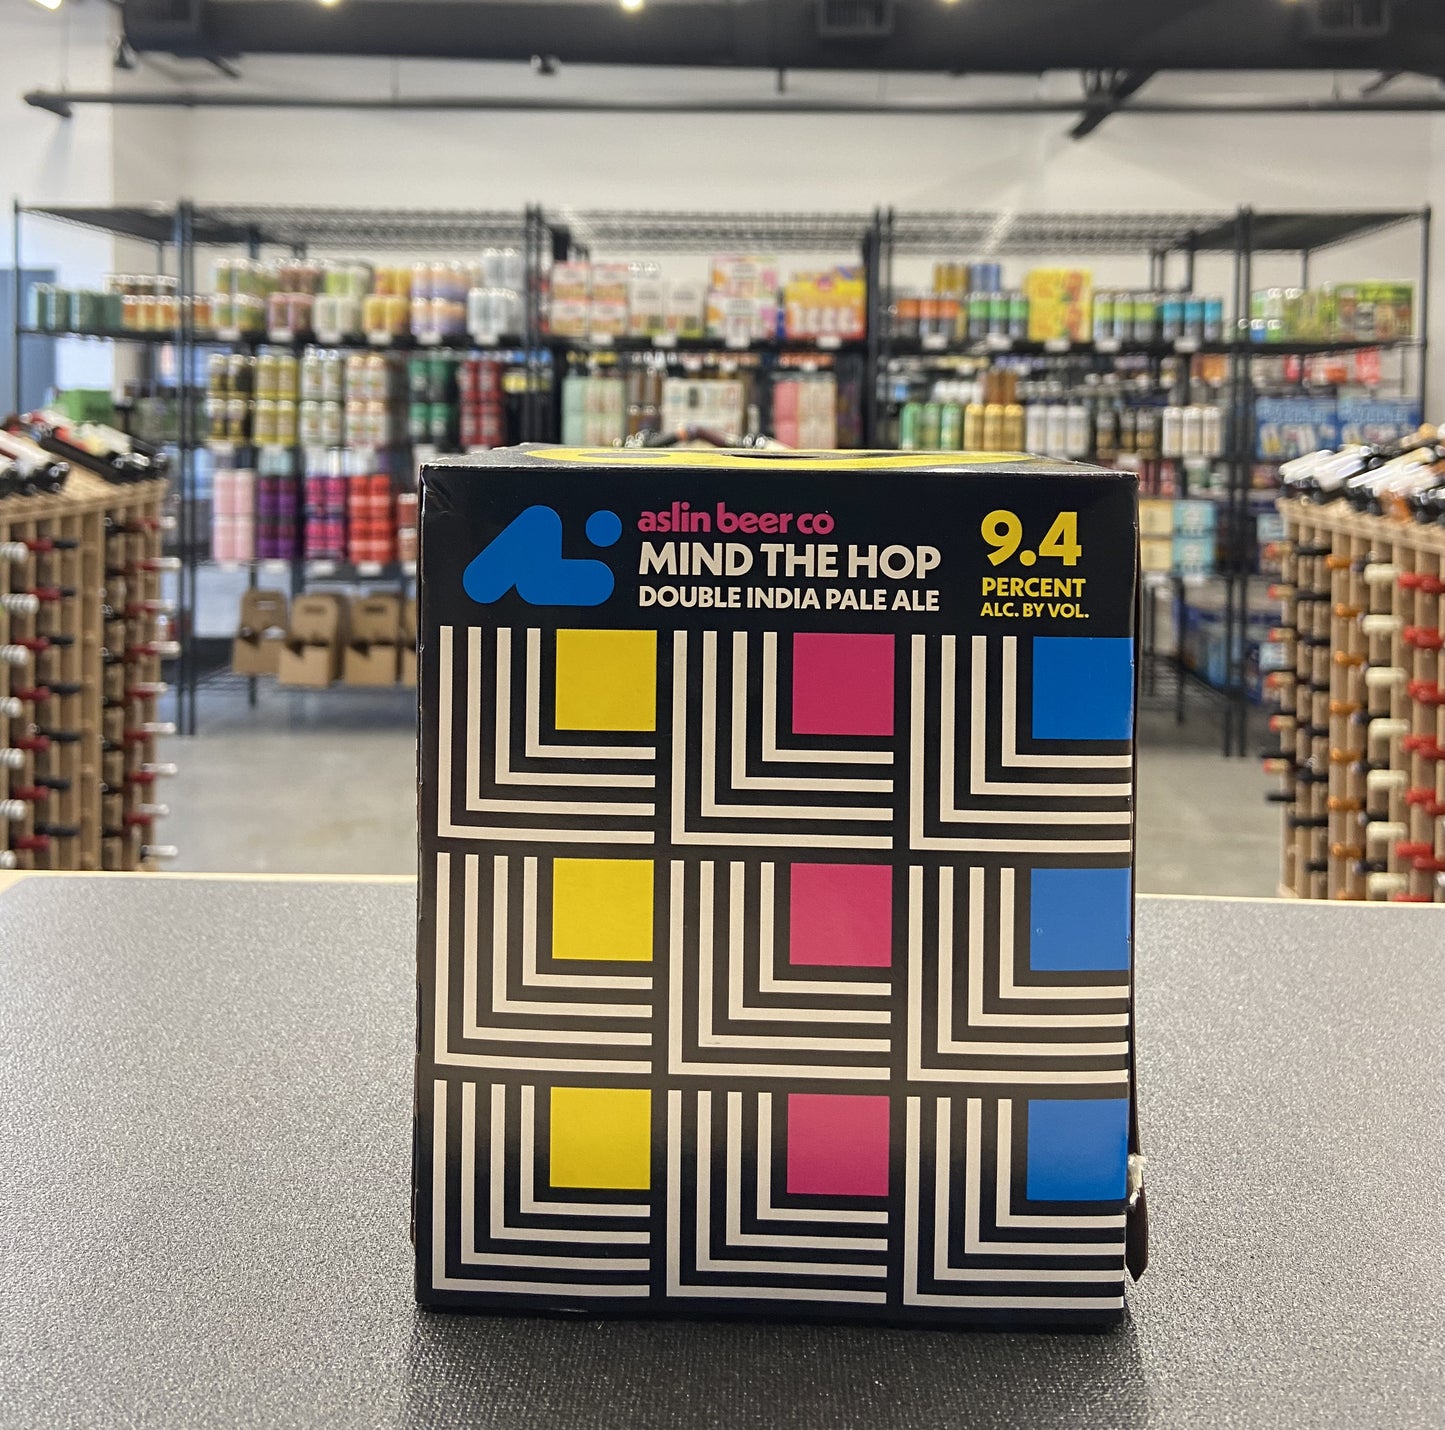 aslin beer co
MIND THE HOP
DOUBLE INDIA PALE ALE
9.4
PERCENT
ALC. BY VOL.